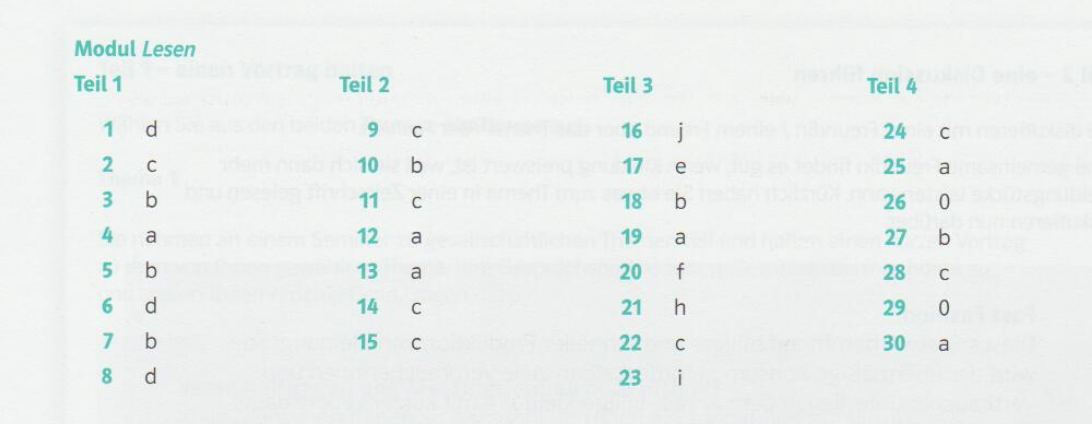 Modul Lesen
Teil 1
1 d
2 c
3 b
4 a
5 b
6 d
7 b
8 d
Teil 2
9 c
10 b
11 c
12 a
13 a
14 c
15 c
Teil 3
16 j
17 e
18 b
19 a
20 f
21 h
22 c
23 i
Teil 4
24 c
25 a
26 0
27 b
28 c
29 0
30 a